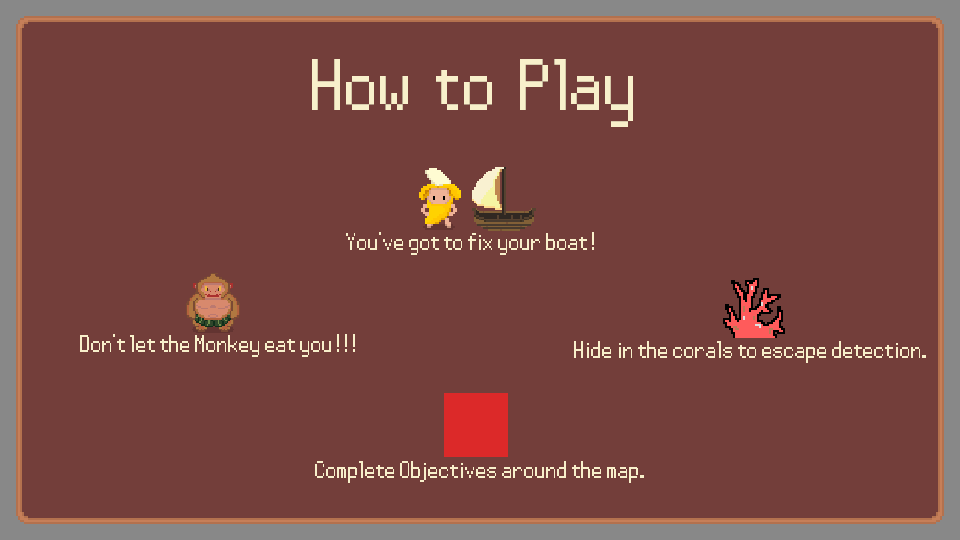 How to Play
You've got to fix your boat!
Don't let the Monkey eat you!!!
Hide in the corals to escape detection.
Complete Objectives around the map.